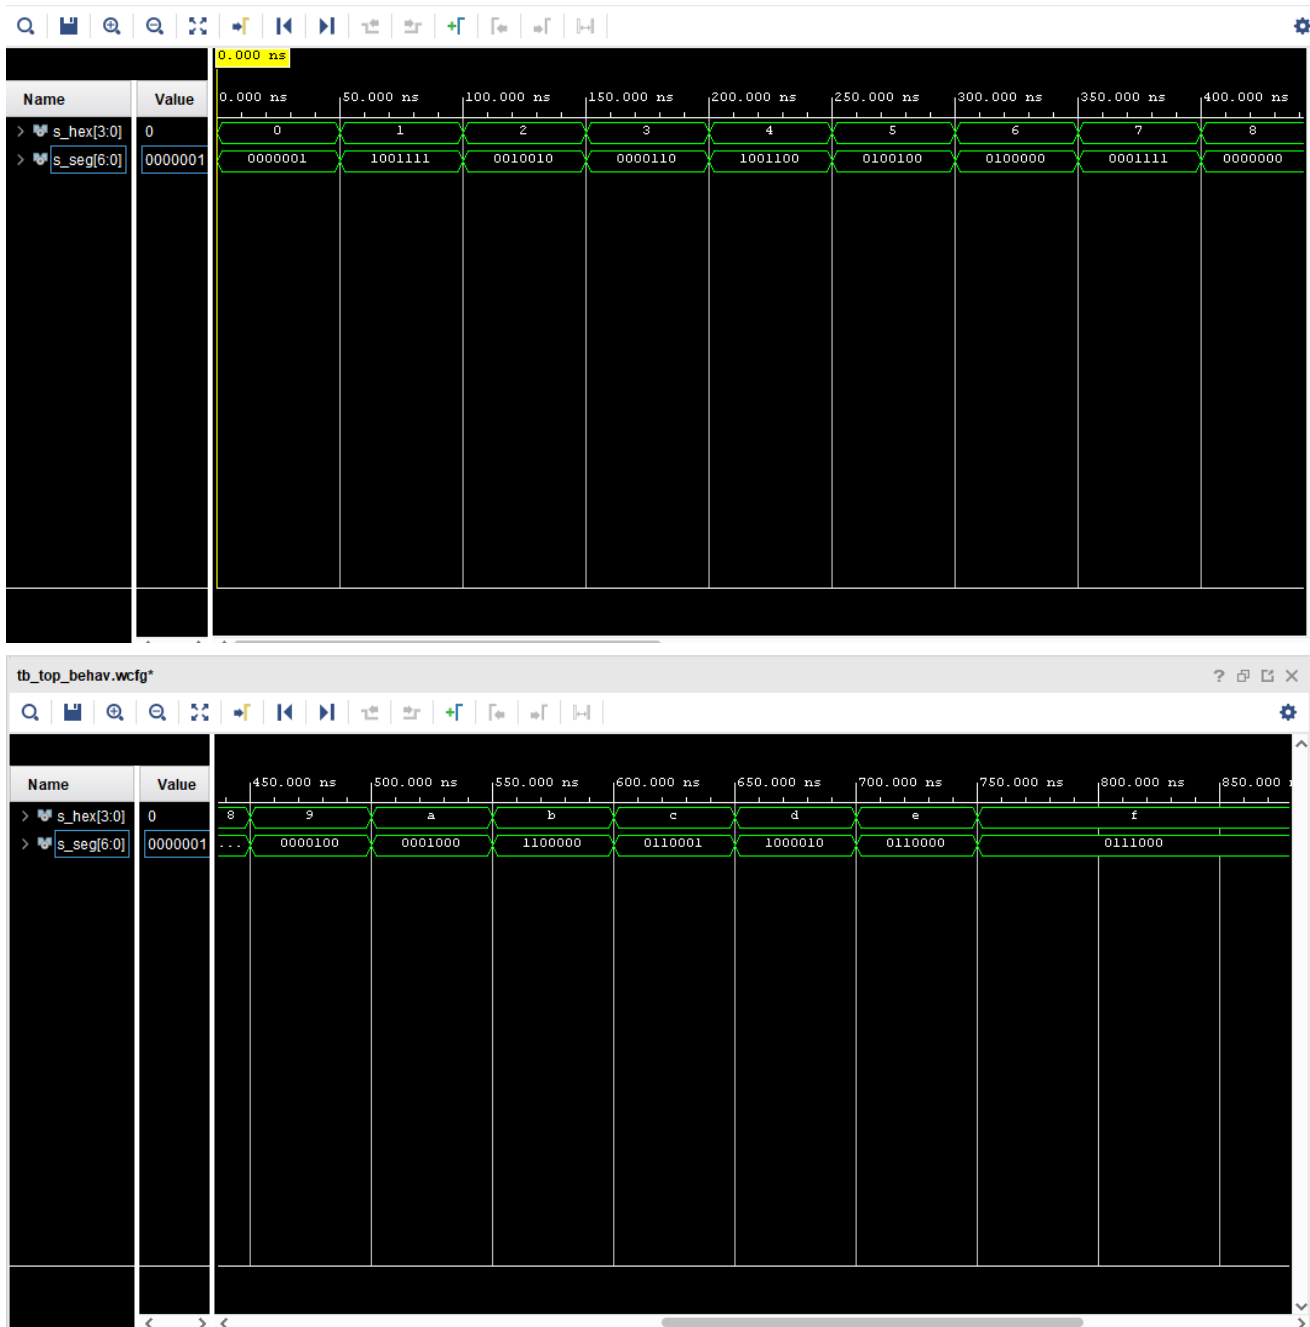 0.000 ns
Name Value 0.000 ns 50.000 ns 100.000 ns 150.000 ns 200.000 ns 250.000 ns 300.000 ns 350.000 ns 400.000 ns
s_hex[3:0] 0 0 1 2 3 4 5 6 7 8
s_seg[6:0] 0000001 0000001 1001111 0010010 0000110 1001100 0100100 0100000 0001111 0000000
tb_top_behav.wcfg*
Name Value 450.000 ns 500.000 ns 550.000 ns 600.000 ns 650.000 ns 700.000 ns 750.000 ns 800.000 ns 850.000
s_hex[3:0] 0 8 9 a b c d e f
s_seg[6:0] 0000001 ... 0000100 0001000 1100000 0110001 1000010 0110000 0111000